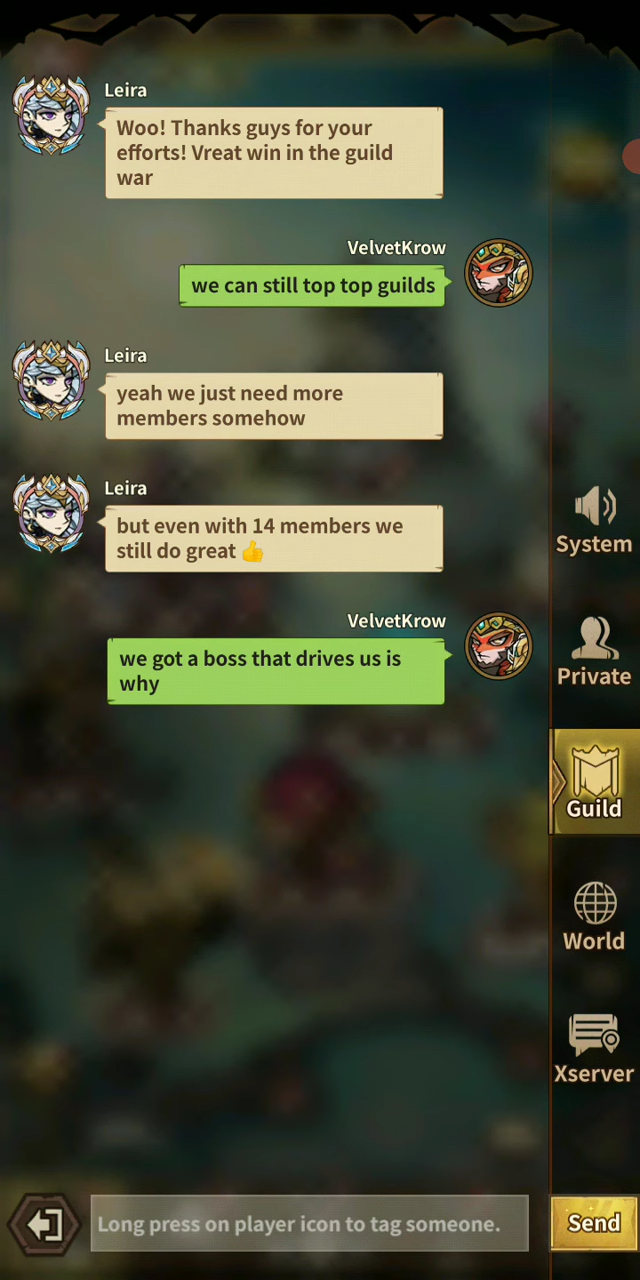 Leira
Woo! Thanks guys for your
efforts! Vreat win in the guild
war
VelvetKrow
we can still top top guilds
Leira
yeah we just need more
members somehow
Leira
but even with 14 members we
still do great 👍
VelvetKrow
we got a boss that drives us is
why
System
Private
Guild
World
Xserver
Long press on player icon to tag someone.
Send